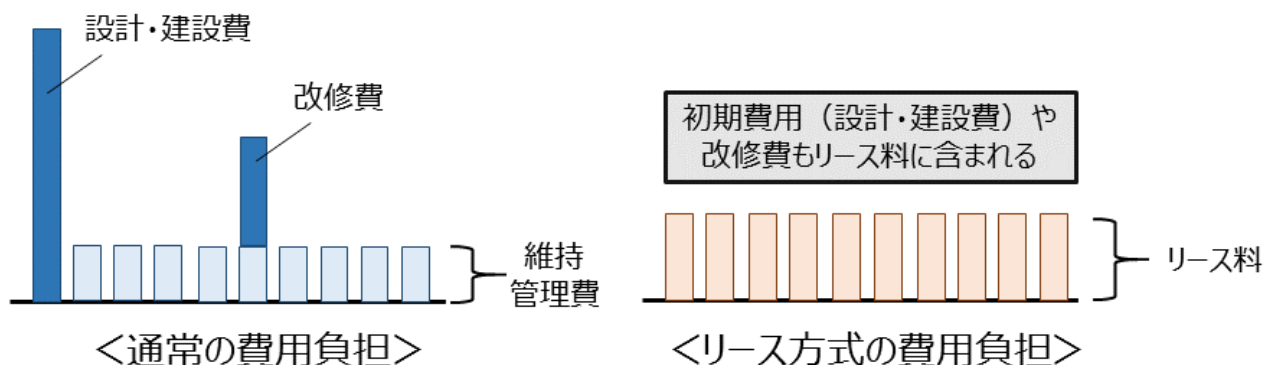 設計・建設費
改修費
維持
管理費
＜通常の費用負担＞
初期費用（設計・建設費）や
改修費もリース料に含まれる
リース料
＜リース方式の費用負担＞